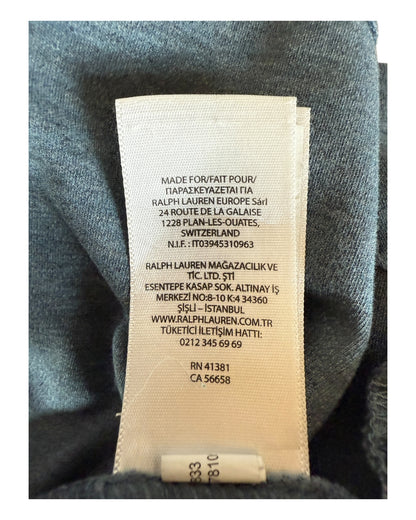 MADE FOR/FAIT POUR/
ΠΑΡΑΣΚΕΥΑΖΕΤΑΙ ΓΙΑ
RALPH LAUREN EUROPE Sárl
24 ROUTE DE LA GALAISE
1228 PLAN-LES-OUATES,
SWITZERLAND
N.I.F. : IT03945310963
RALPH LAUREN MAĞAZACILIK VE
TİC. LTD. ŞTİ
ESENTEPE KASAP SOK. ALTINAY İŞ
MERKEZİ NO:8-10 K:4 34360
ŞİŞLİ – İSTANBUL
WWW.RALPHLAUREN.COM.TR
TÜKETİCİ İLETİŞİM HATTI:
0212 345 69 69
RN 41381
CA 56658